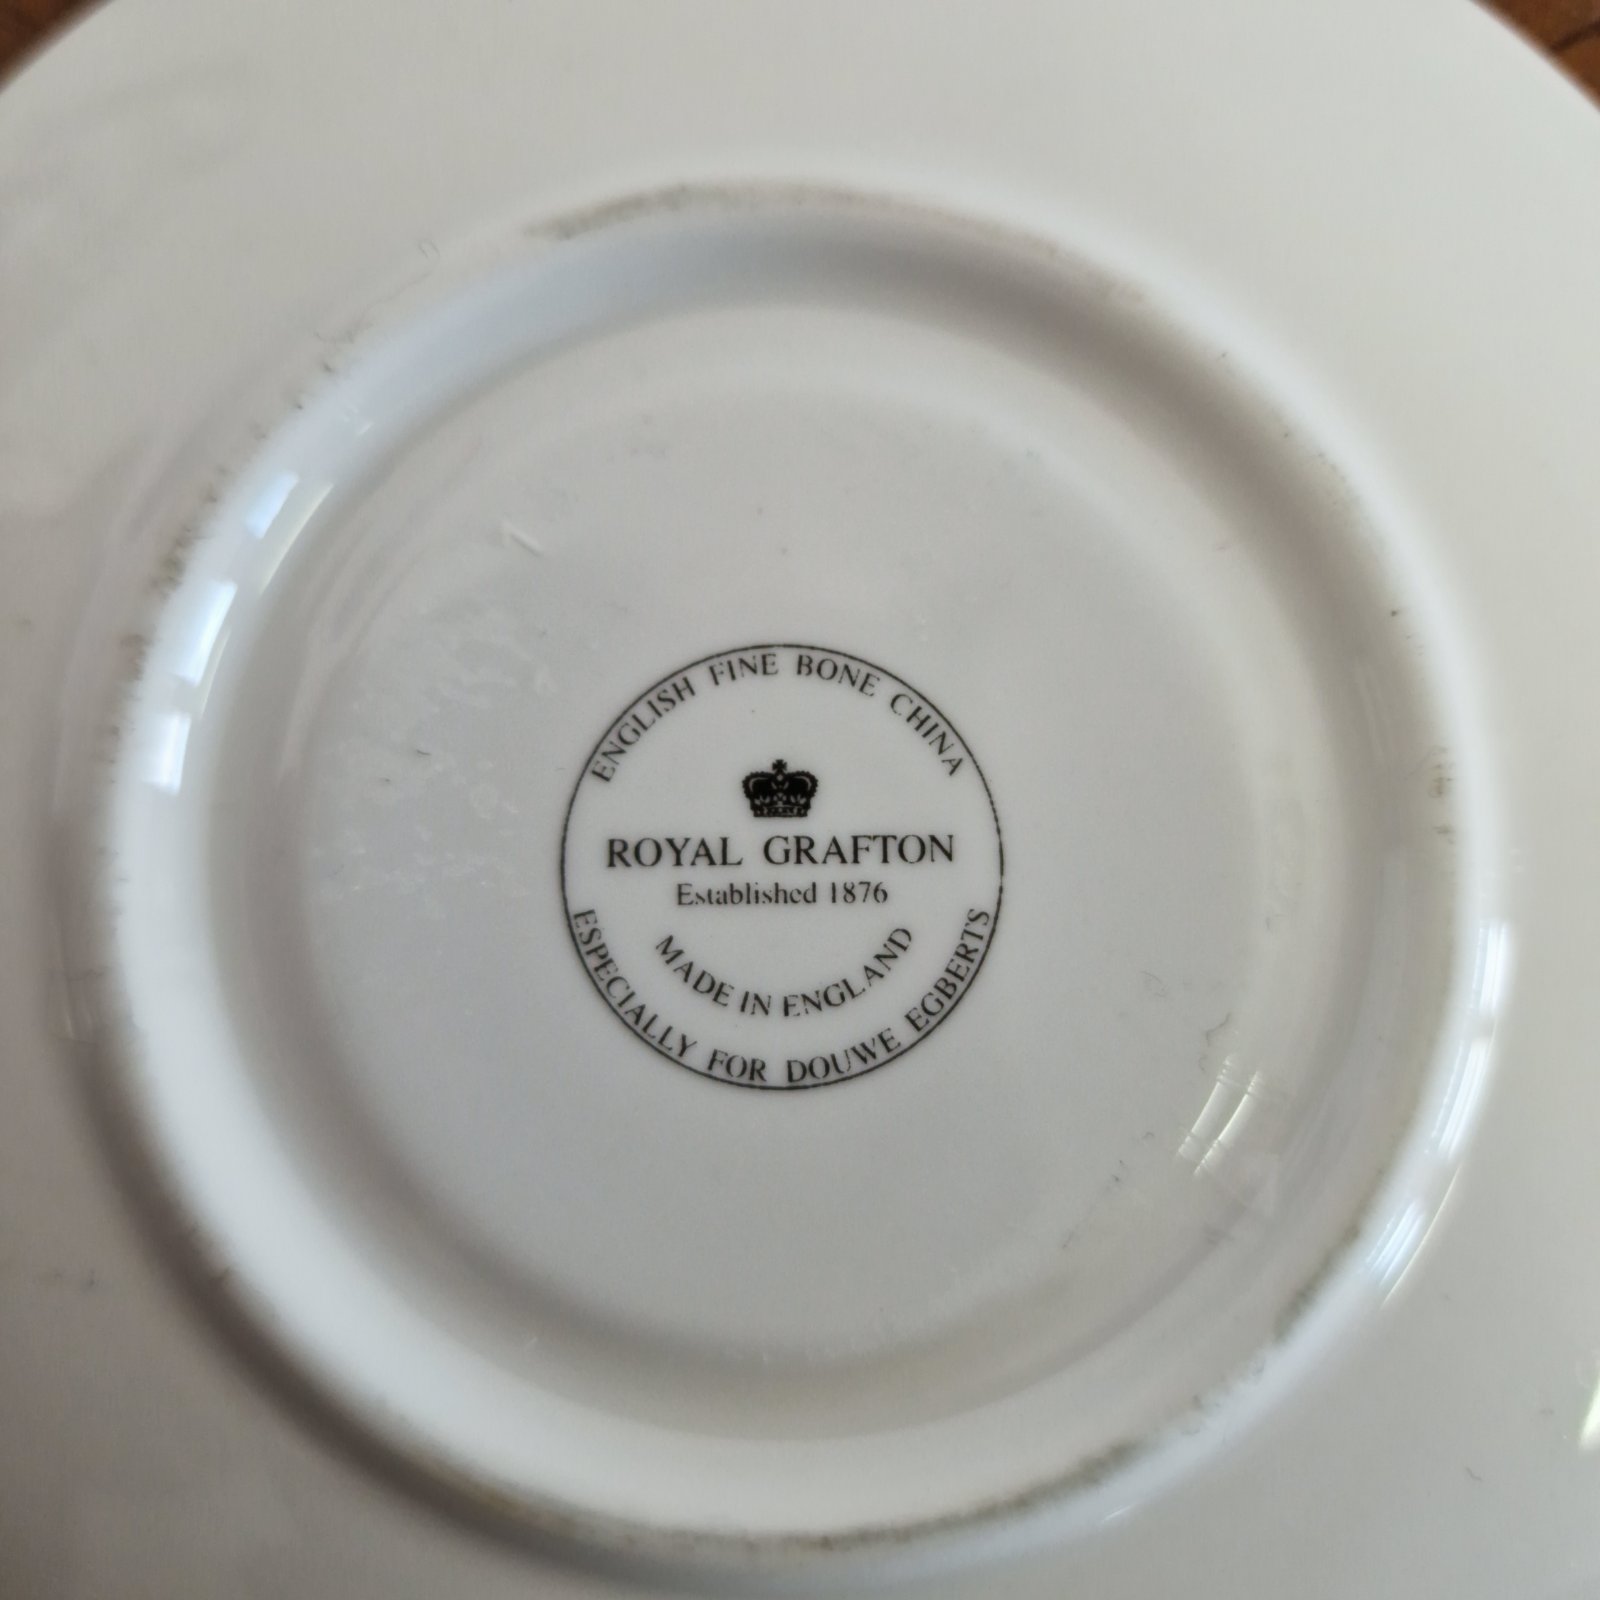 ENGLISH FINE BONE CHINA
ROYAL GRAFTON
Established 1876
MADE IN ENGLAND
ESPECIALLY FOR DOUWE EGBERTS